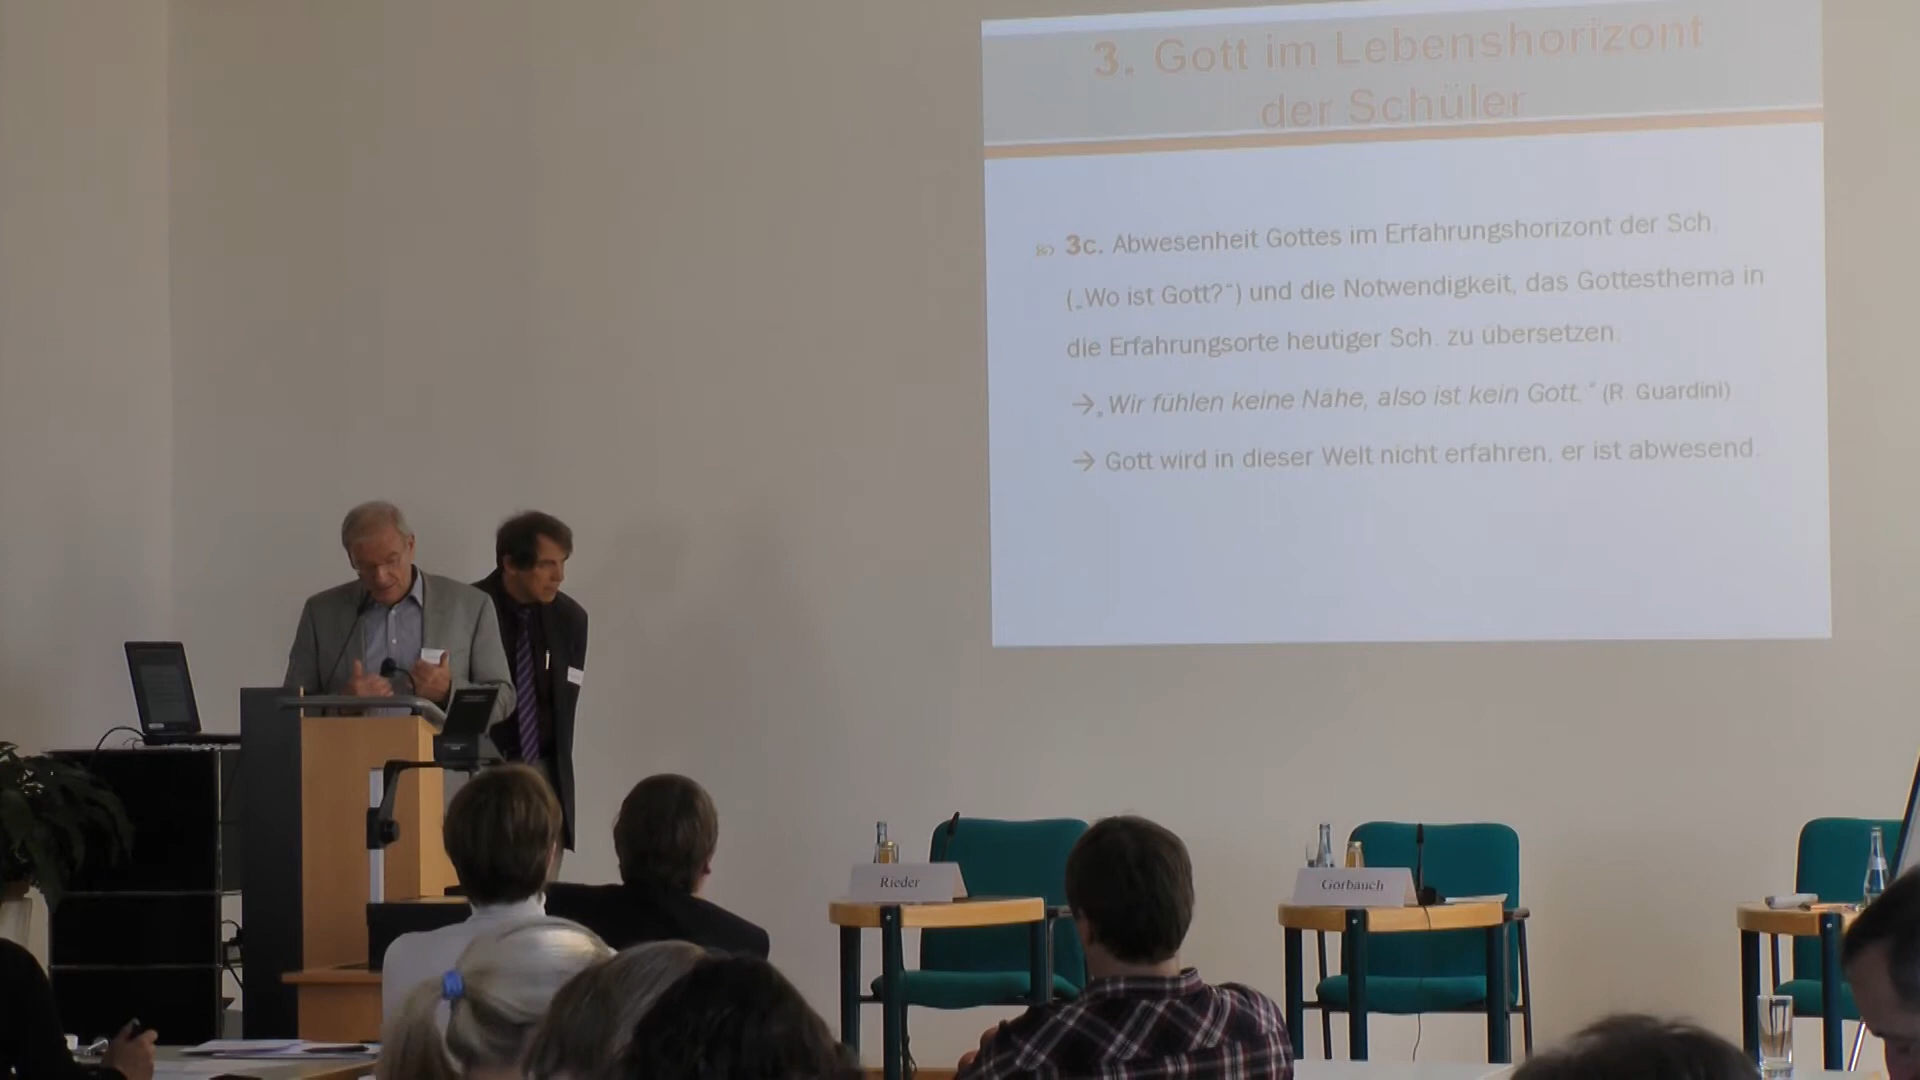 3. Gott im Lebenshorizont
der Schüler
3c. Abwesenheit Gottes im Erfahrungshorizont der Sch.
(„Wo ist Gott?“) und die Notwendigkeit, das Gottesthema in
die Erfahrungsorte heutiger Sch. zu übersetzen.
→„Wir fühlen keine Nähe, also ist kein Gott.“ (R. Guardini)
→ Gott wird in dieser Welt nicht erfahren, er ist abwesend.
Rieder
Gorbauch